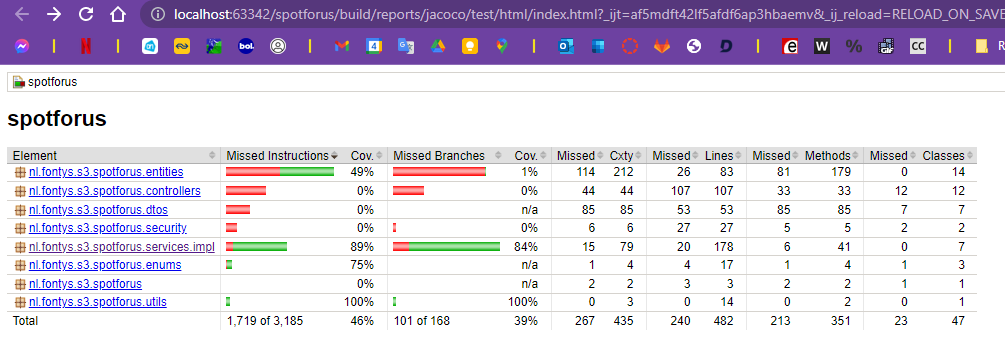 localhost:63342/spotforus/build/reports/jacoco/test/html/index.html?_ijt=af5mdft42lf5afdf6ap3hbaemv&_ij_reload=RELOAD_ON_SAVE
bol. 31 W % CC R
spotforus
spotforus
Element Missed Instructions Cov. Missed Branches Cov. Missed Cxty Missed Lines Missed Methods Missed Classes
nl.fontys.s3.spotforus.entities 49% 1% 114 212 26 83 81 179 0 14
nl.fontys.s3.spotforus.controllers 0% 0% 44 44 107 107 33 33 12 12
nl.fontys.s3.spotforus.dtos 0% n/a 85 85 53 53 85 85 7 7
nl.fontys.s3.spotforus.security 0% 0% 6 6 27 27 5 5 2 2
nl.fontys.s3.spotforus.services.impl 89% 84% 15 79 20 178 6 41 0 7
nl.fontys.s3.spotforus.enums 75% n/a 1 4 4 17 1 4 1 3
nl.fontys.s3.spotforus 0% n/a 2 2 3 3 2 2 1 1
nl.fontys.s3.spotforus.utils 100% 100% 0 3 0 14 0 2 0 1
Total 1,719 of 3,185 46% 101 of 168 39% 267 435 240 482 213 351 23 47